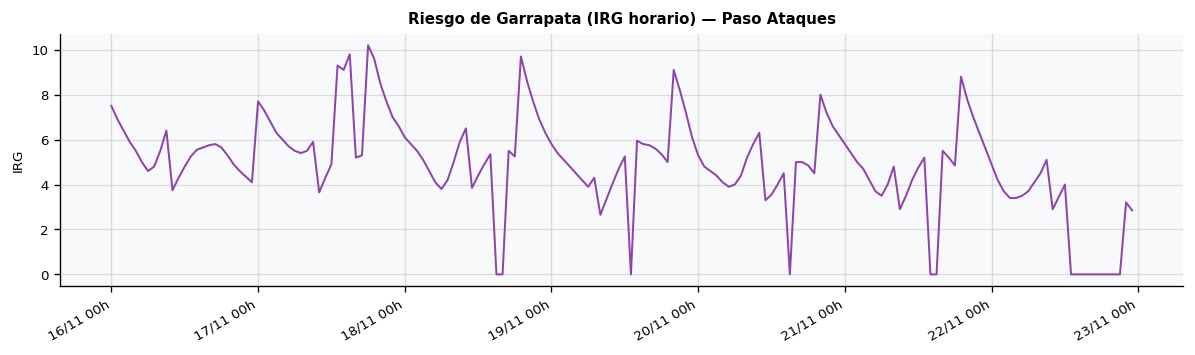 Riesgo de Garrapata (IRG horario) — Paso Ataques
IRG
10
8
6
4
2
0
16/11 00h
17/11 00h
18/11 00h
19/11 00h
20/11 00h
21/11 00h
22/11 00h
23/11 00h